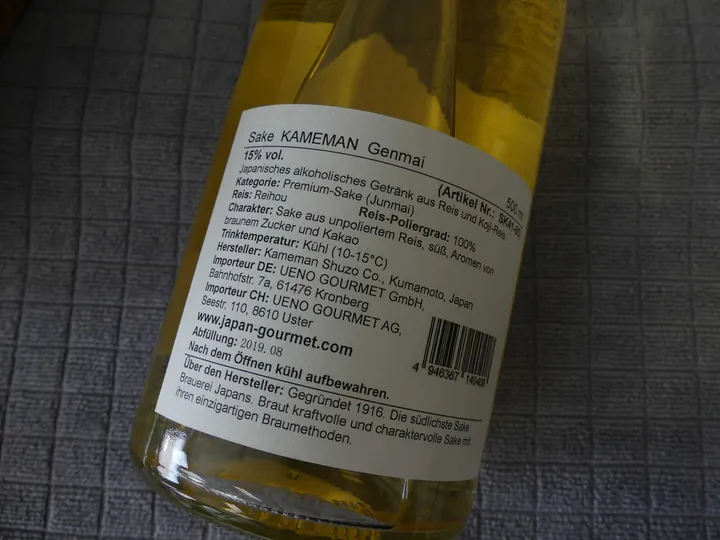 Sake KAMEMAN Genmai
15% vol. 500 ml
Japanisches alkoholisches Getränk aus Reis und Koji-Reis.
Kategorie: Premium-Sake (Junmai) (Artikel Nr.:
Reis: Reihou Reis-Poliergrad: 100%
Charakter: Sake aus unpoliertem Reis, süß, Aromen von
braunem Zucker und Kakao
Trinktemperatur: Kühl (10-15°C)
Hersteller: Kameman Shuzo Co., Kumamoto, Japan
Importeur DE: UENO GOURMET GmbH,
Bahnhofstr. 7a, 61476 Kronberg
Importeur CH: UENO GOURMET AG,
Seestr. 110, 8610 Uster
www.japan-gourmet.com
Abfüllung: 2019.08
Nach dem Öffnen kühl aufbewahren.
4 946367 140408
Über den Hersteller: Gegründet 1916. Die südlichste Sake
Brauerei Japans. Braut kraftvolle und charaktervolle Sake mit
ihren einzigartigen Braumethoden.